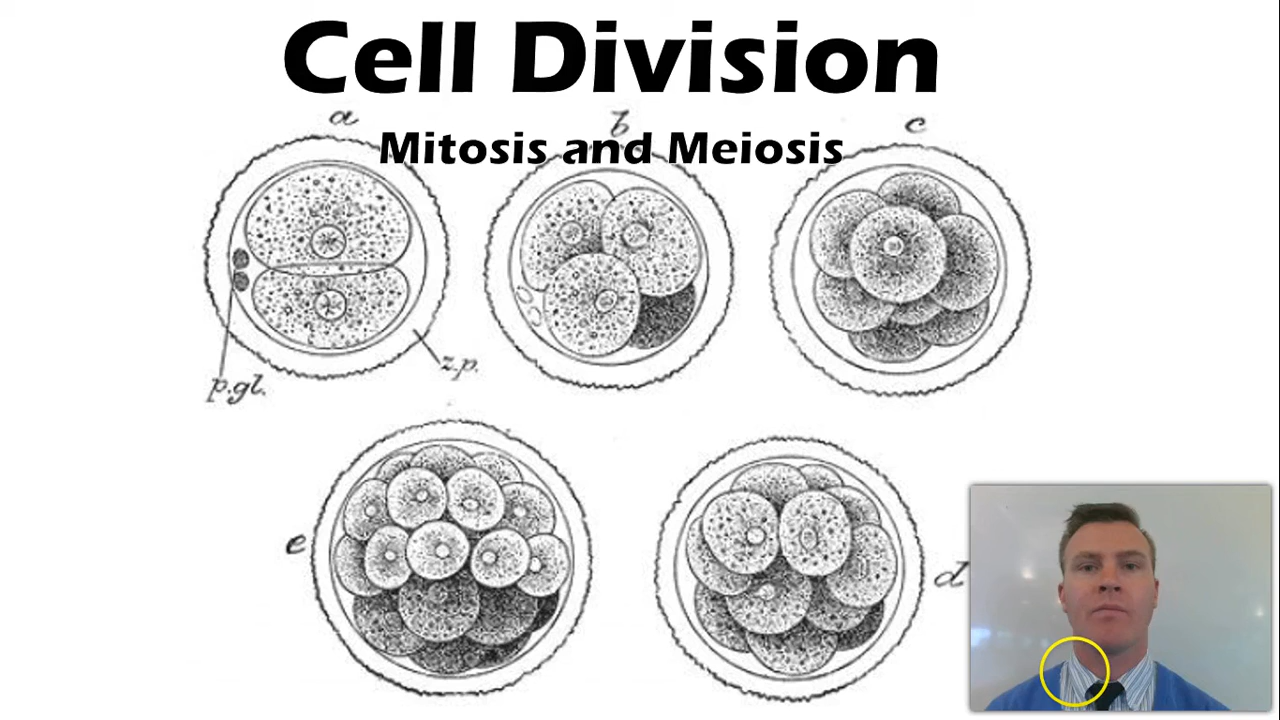 Cell Division
a
b
c
Mitosis and Meiosis
p.gl.
z.p.
e
d